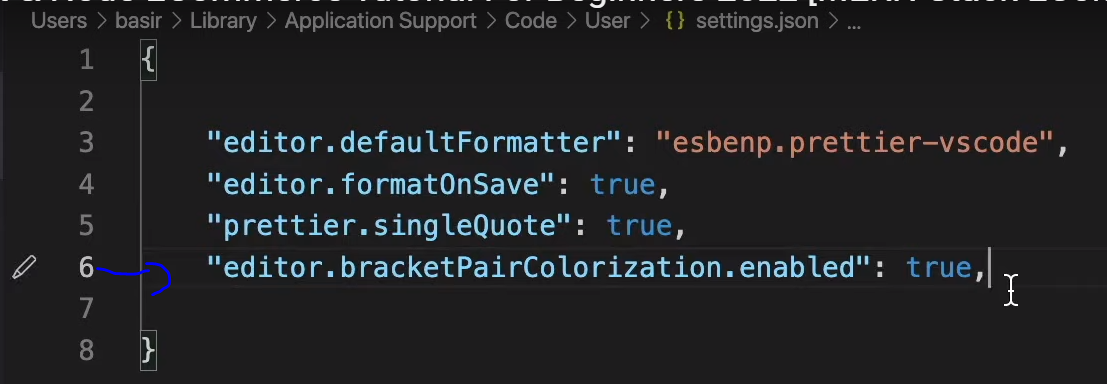 Users > basir > Library > Application Support > Code > User > {} settings.json > ...
1 {
2
3 "editor.defaultFormatter": "esbenp.prettier-vscode",
4 "editor.formatOnSave": true,
5 "prettier.singleQuote": true,
6 "editor.bracketPairColorization.enabled": true,
7
8 }